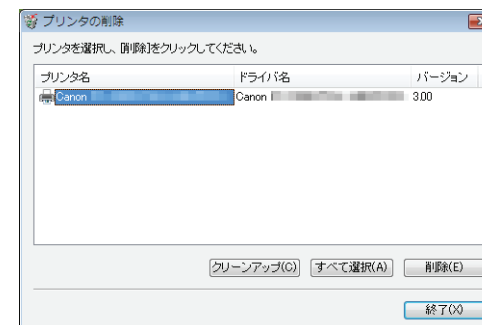 プリンタの削除
プリンタを選択し、[削除]をクリックしてください。
プリンタ名 ドライバ名 バージョン
Canon Canon 3.00
クリーンアップ(C) すべて選択(A) 削除(E)
終了(X)